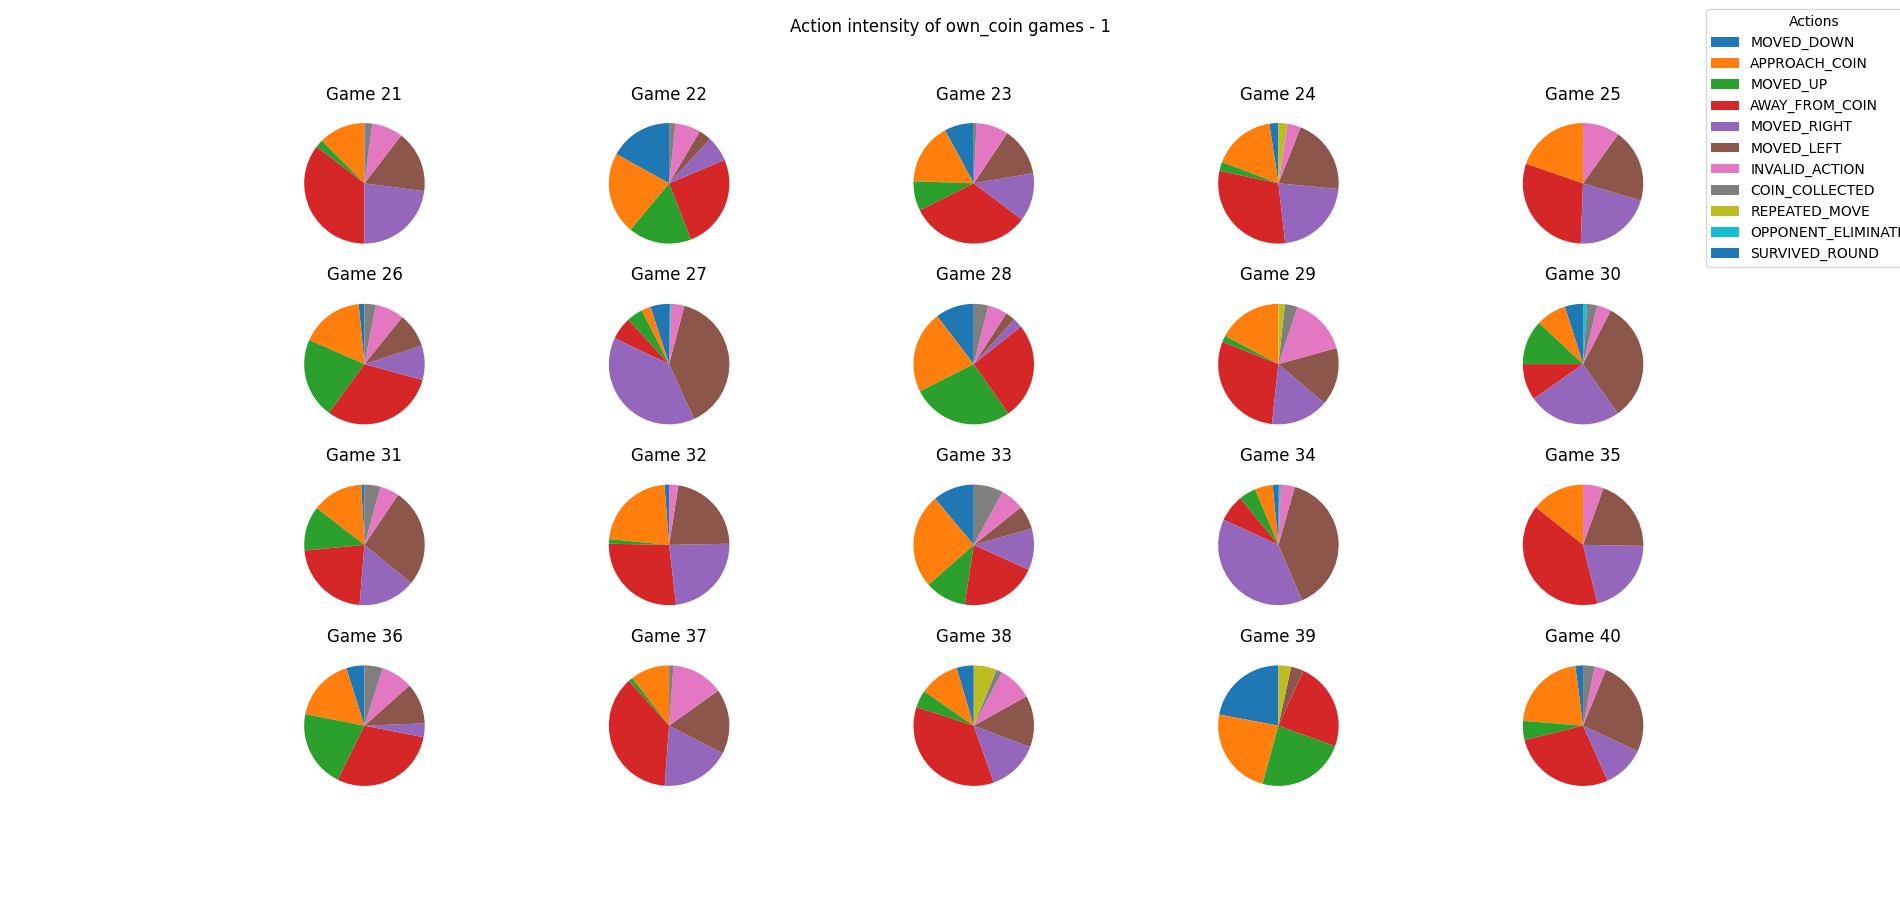 Action intensity of own_coin games - 1
Actions
MOVED_DOWN
APPROACH_COIN
MOVED_UP
AWAY_FROM_COIN
MOVED_RIGHT
MOVED_LEFT
INVALID_ACTION
COIN_COLLECTED
REPEATED_MOVE
OPPONENT_ELIMINATE
SURVIVED_ROUND
Game 21
Game 22
Game 23
Game 24
Game 25
Game 26
Game 27
Game 28
Game 29
Game 30
Game 31
Game 32
Game 33
Game 34
Game 35
Game 36
Game 37
Game 38
Game 39
Game 40